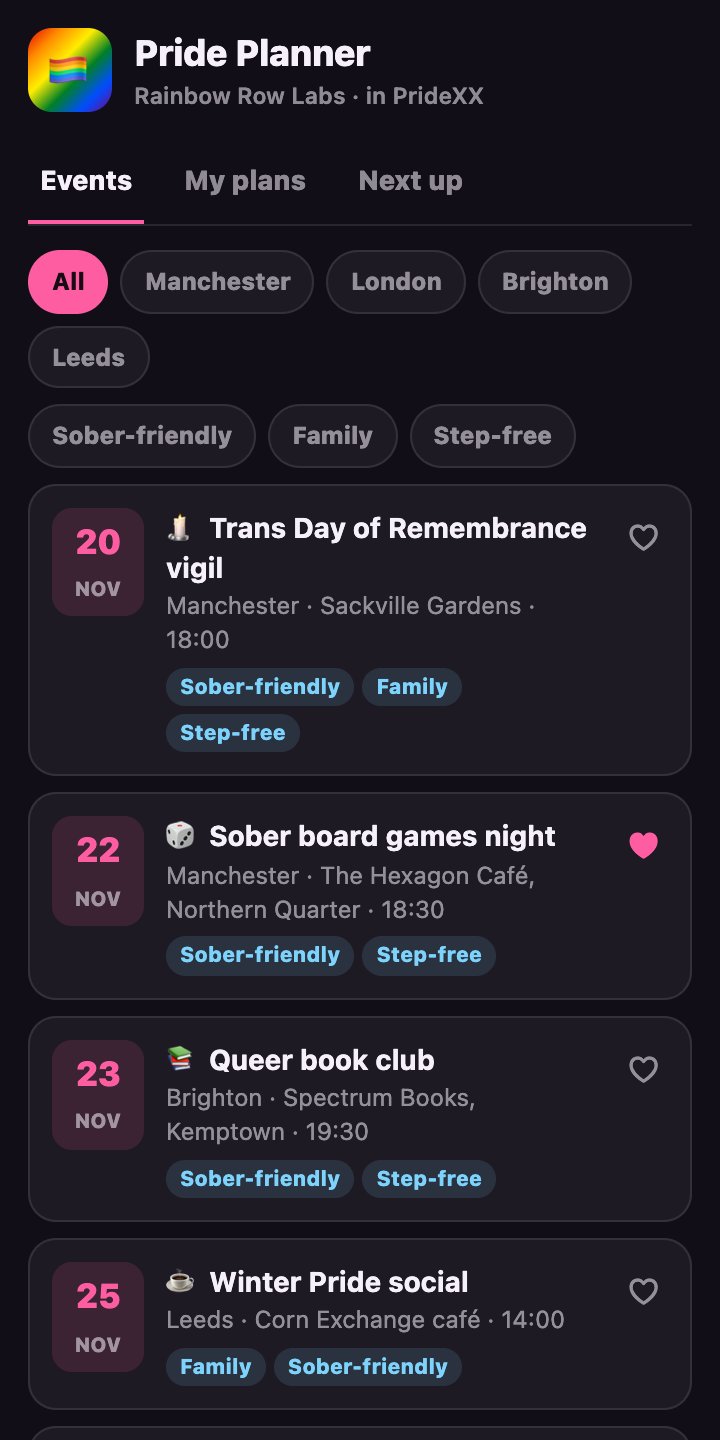 Pride Planner
Rainbow Row Labs · in PrideXX
Events My plans Next up
All Manchester London Brighton
Leeds
Sober-friendly Family Step-free
20
NOV
Trans Day of Remembrance
vigil
Manchester · Sackville Gardens ·
18:00
Sober-friendly Family
Step-free
22
NOV
Sober board games night
Manchester · The Hexagon Café,
Northern Quarter · 18:30
Sober-friendly Step-free
23
NOV
Queer book club
Brighton · Spectrum Books,
Kemptown · 19:30
Sober-friendly Step-free
25
NOV
Winter Pride social
Leeds · Corn Exchange café · 14:00
Family Sober-friendly